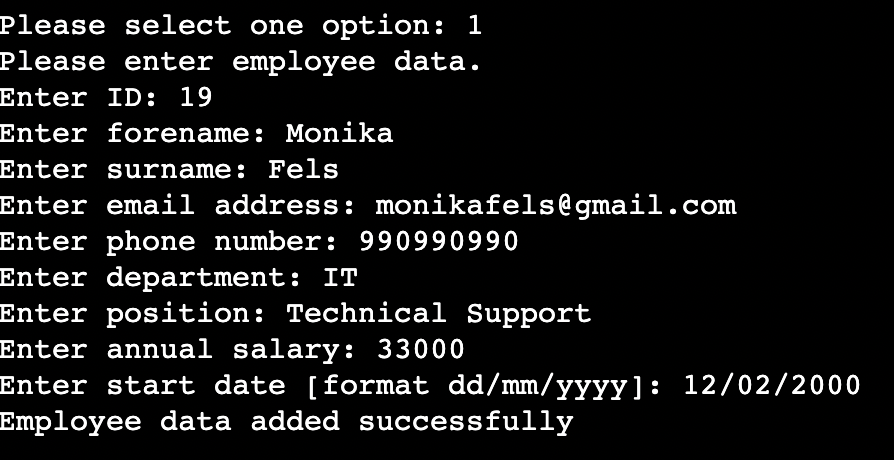 Please select one option: 1
Please enter employee data.
Enter ID: 19
Enter forename: Monika
Enter surname: Fels
Enter email address: monikafels@gmail.com
Enter phone number: 990990990
Enter department: IT
Enter position: Technical Support
Enter annual salary: 33000
Enter start date [format dd/mm/yyyy]: 12/02/2000
Employee data added successfully